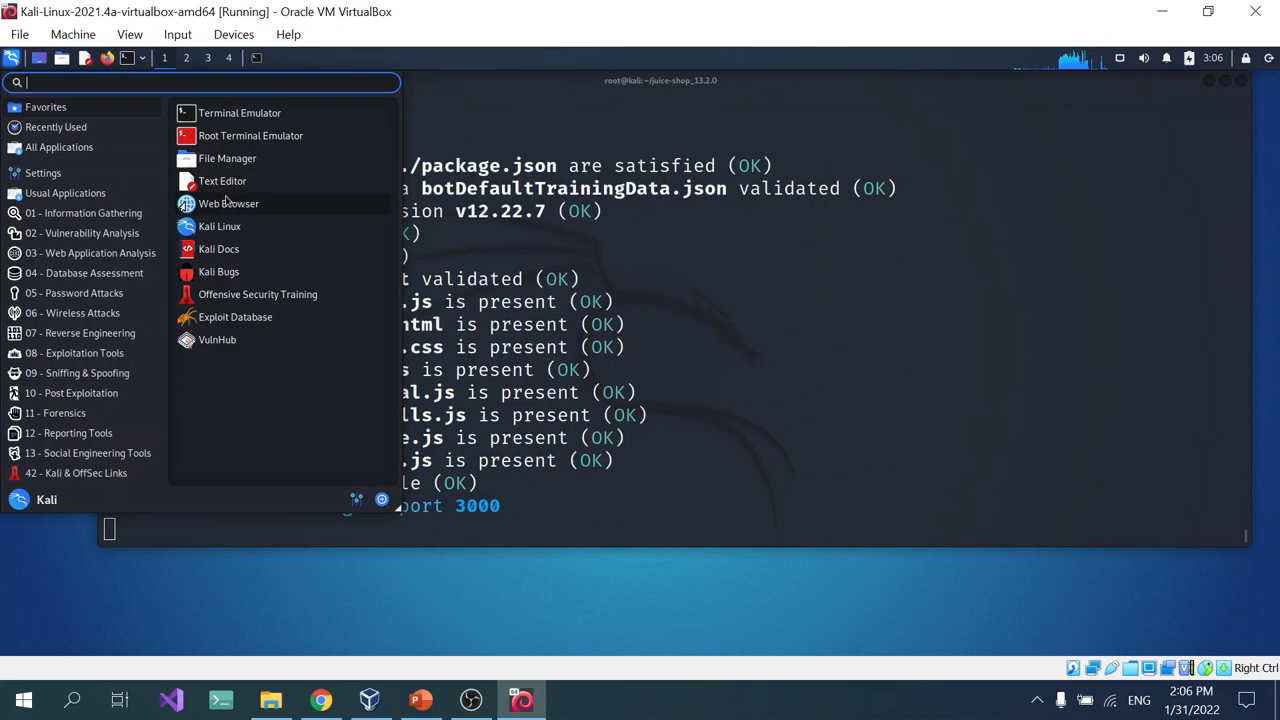 Kali-Linux-2021.4a-virtualbox-amd64 [Running] - Oracle VM VirtualBox
File Machine View Input Devices Help
1 2 3 4
3:06
root@kali: ~/juice-shop_13.2.0
Favorites
Recently Used
All Applications
Settings
Usual Applications
01 - Information Gathering
02 - Vulnerability Analysis
03 - Web Application Analysis
04 - Database Assessment
05 - Password Attacks
06 - Wireless Attacks
07 - Reverse Engineering
08 - Exploitation Tools
09 - Sniffing & Spoofing
10 - Post Exploitation
11 - Forensics
12 - Reporting Tools
13 - Social Engineering Tools
42 - Kali & OffSec Links
Terminal Emulator
Root Terminal Emulator
File Manager
Text Editor
Web Browser
Kali Linux
Kali Docs
Kali Bugs
Offensive Security Training
Exploit Database
VulnHub
Kali
./package.json are satisfied (OK)
a botDefaultTrainingData.json validated (OK)
sion v12.22.7 (OK)
K)
)
t validated (OK)
.js is present (OK)
html is present (OK)
.css is present (OK)
s is present (OK)
al.js is present (OK)
lls.js is present (OK)
e.js is present (OK)
.js is present (OK)
le (OK)
port 3000
Right Ctrl
ENG
2:06 PM
1/31/2022